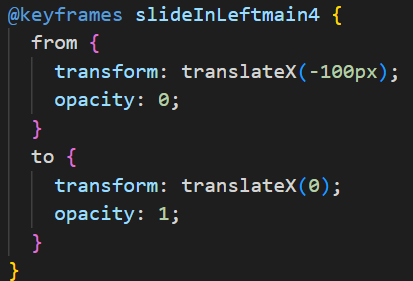 @keyframes slideInLeftmain4 {
  from {
    transform: translateX(-100px);
    opacity: 0;
  }
  to {
    transform: translateX(0);
    opacity: 1;
  }
}